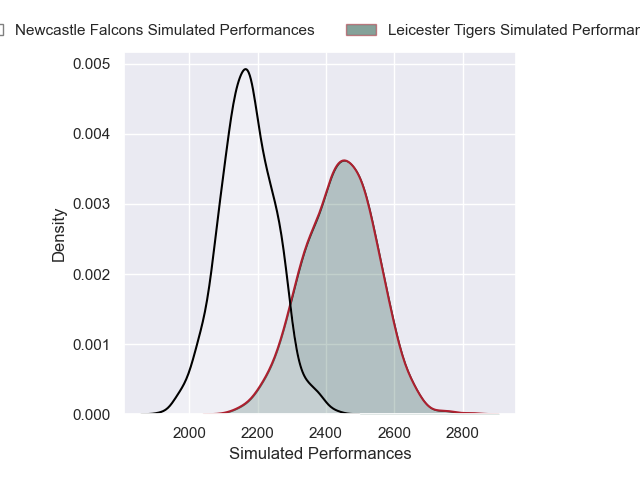 Newcastle Falcons Simulated Performances
Leicester Tigers Simulated
0.005
0.004
0.003
0.002
0.001
0.000
Density
2000 2200 2400 2600 2800
Simulated Performances